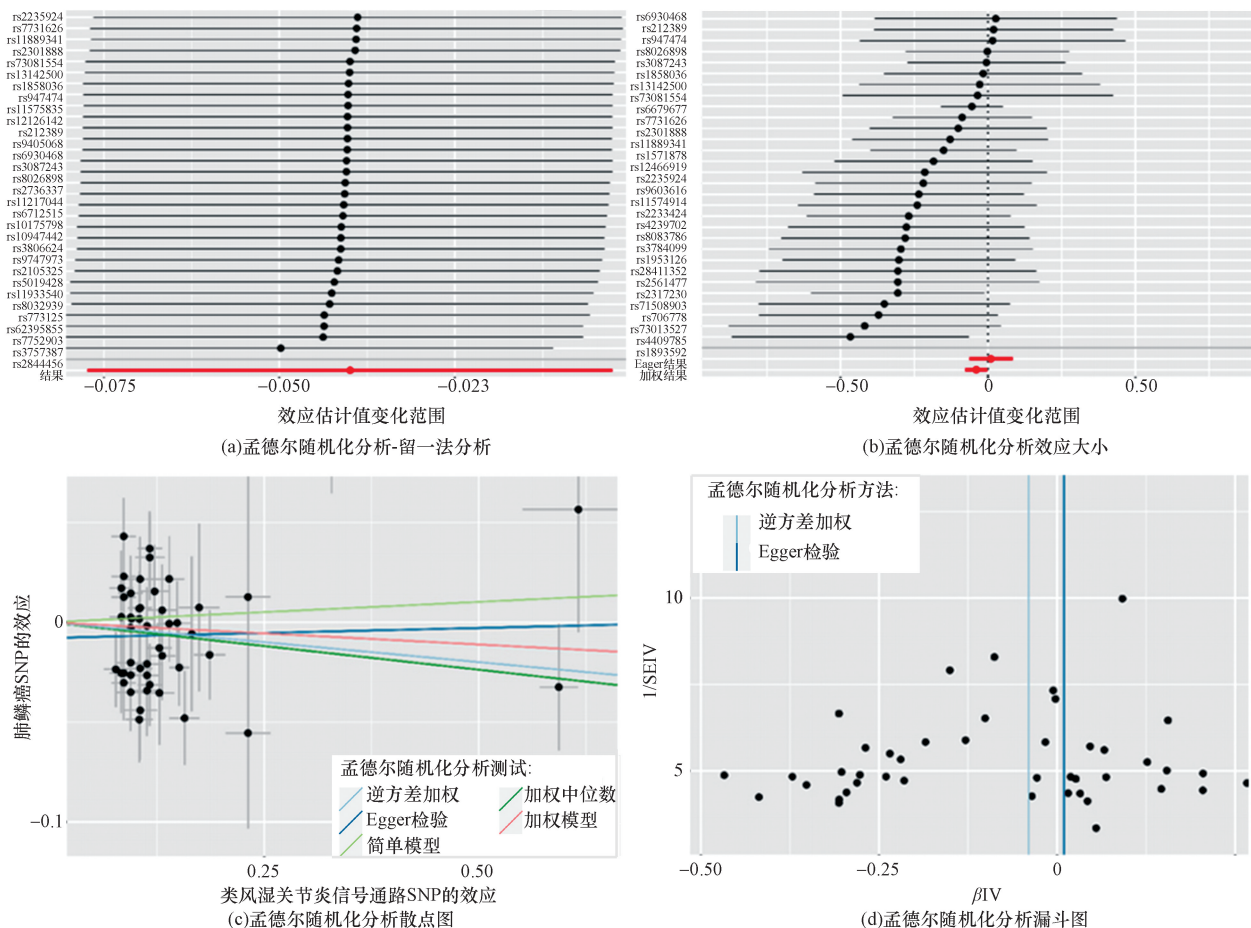 rs2235924
rs7731626
rs11889341
rs2301888
rs73081554
rs13142500
rs1858036
rs947474
rs11575835
rs12126142
rs212389
rs9405068
rs6930468
rs3087243
rs8026898
rs2736337
rs11217044
rs6712515
rs10175798
rs10947442
rs3806624
rs9747973
rs2105325
rs5019428
rs11933540
rs8032939
rs773125
rs62395855
rs7752903
rs3757387
rs2844456
结果
−0.075
−0.050
−0.023
效应估计值变化范围
(a)孟德尔随机化分析-留一法分析
rs6930468
rs212389
rs947474
rs8026898
rs3087243
rs1858036
rs13142500
rs73081554
rs6679677
rs7731626
rs2301888
rs11889341
rs1571878
rs12466919
rs2235924
rs9603616
rs11574914
rs2233424
rs4239702
rs8083786
rs3784099
rs1953126
rs28411352
rs2561477
rs2317230
rs71508903
rs706778
rs73013527
rs4409785
rs1893592
Eager结果
加权结果
−0.50
0
0.50
效应估计值变化范围
(b)孟德尔随机化分析效应大小
肺鳞癌SNP的效应
0
−0.1
孟德尔随机化分析测试:
逆方差加权
加权中位数
Egger检验
加权模型
简单模型
0.25
0.50
类风湿关节炎信号通路SNP的效应
(c)孟德尔随机化分析散点图
孟德尔随机化分析方法:
逆方差加权
Egger检验
1/SEIV
10
5
−0.50
−0.25
0
βIV
(d)孟德尔随机化分析漏斗图